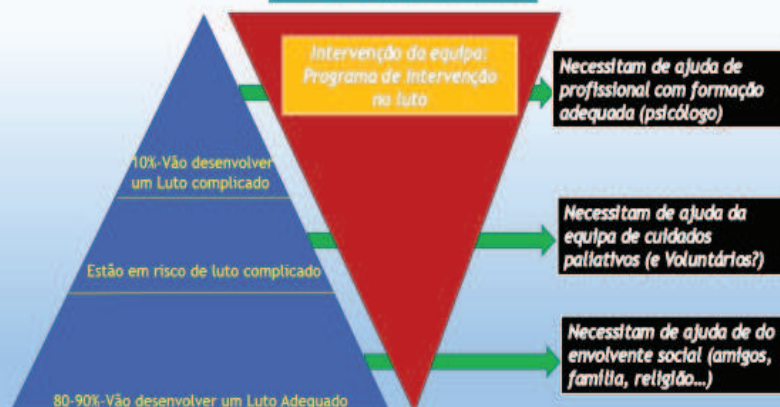 Intervenção da equipa:
Programa de Intervenção
na luto
Necessitam de ajuda de
profissional com formação
adequada (psicólogo)
10%-Vão desenvolver
um Luto complicado
Necessitam de ajuda da
equipa de cuidados
paliativos (e Voluntários?)
Estão em risco de luto complicado
Necessitam de ajuda de do
envolvente social (amigos,
família, religião...)
80-90%-Vão desenvolver um Luto Adequado